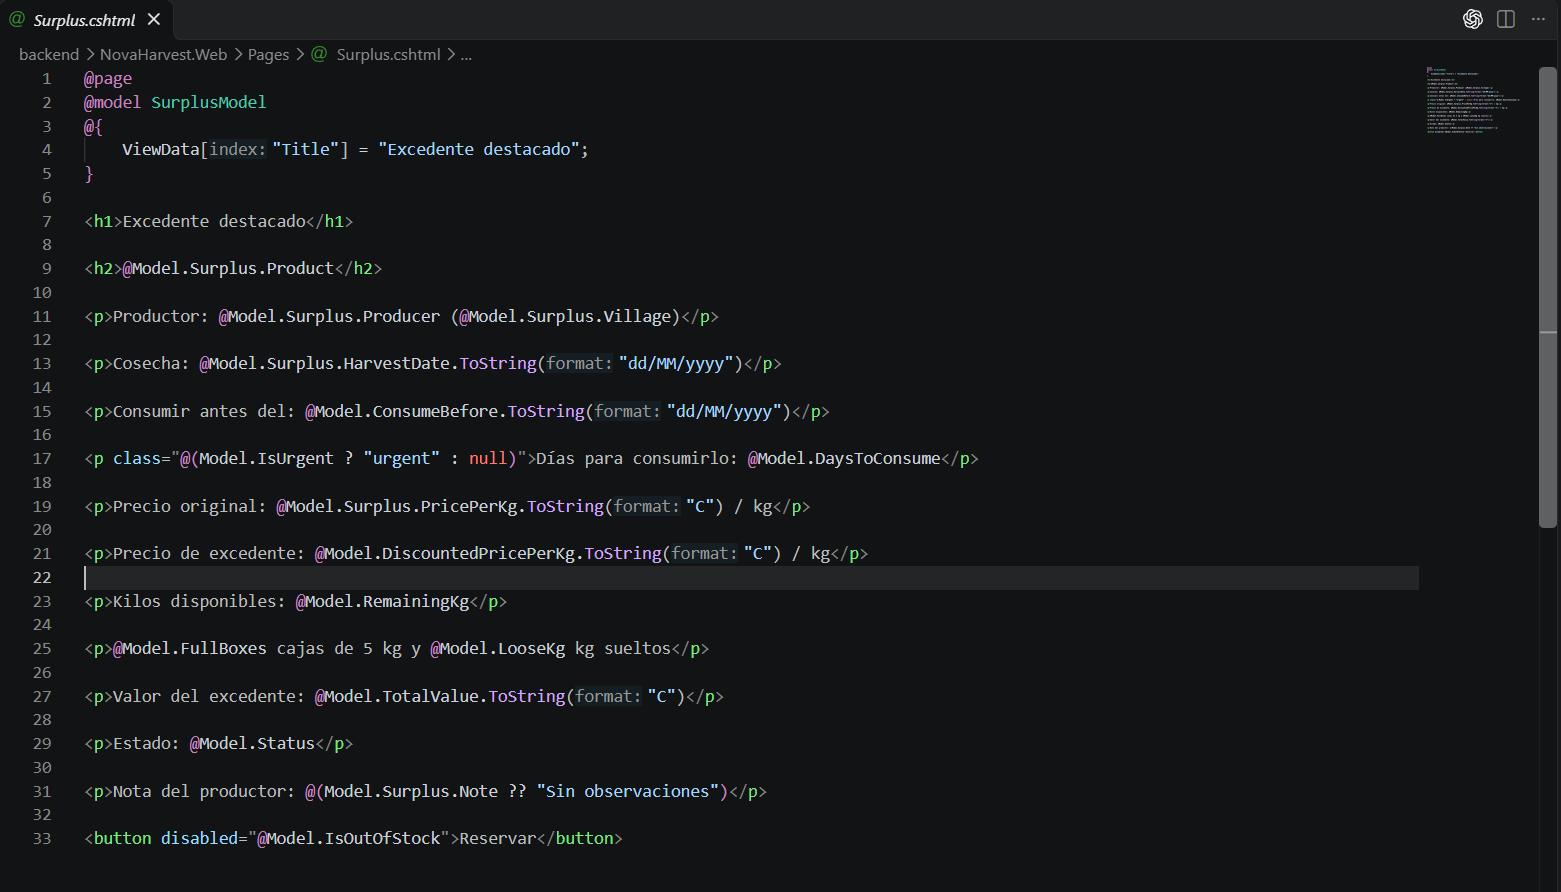 @ Surplus.cshtml
backend > NovaHarvest.Web > Pages > @ Surplus.cshtml > ...
1 @page
2 @model SurplusModel
3 @{
4     ViewData[index: "Title"] = "Excedente destacado";
5 }
6
7 <h1>Excedente destacado</h1>
8
9 <h2>@Model.Surplus.Product</h2>
10
11 <p>Productor: @Model.Surplus.Producer (@Model.Surplus.Village)</p>
12
13 <p>Cosecha: @Model.Surplus.HarvestDate.ToString(format: "dd/MM/yyyy")</p>
14
15 <p>Consumir antes del: @Model.ConsumeBefore.ToString(format: "dd/MM/yyyy")</p>
16
17 <p class="@(Model.IsUrgent ? "urgent" : null)">Días para consumirlo: @Model.DaysToConsume</p>
18
19 <p>Precio original: @Model.Surplus.PricePerKg.ToString(format: "C") / kg</p>
20
21 <p>Precio de excedente: @Model.DiscountedPricePerKg.ToString(format: "C") / kg</p>
22
23 <p>Kilos disponibles: @Model.RemainingKg</p>
24
25 <p>@Model.FullBoxes cajas de 5 kg y @Model.LooseKg kg sueltos</p>
26
27 <p>Valor del excedente: @Model.TotalValue.ToString(format: "C")</p>
28
29 <p>Estado: @Model.Status</p>
30
31 <p>Nota del productor: @(Model.Surplus.Note ?? "Sin observaciones")</p>
32
33 <button disabled="@Model.IsOutOfStock">Reservar</button>